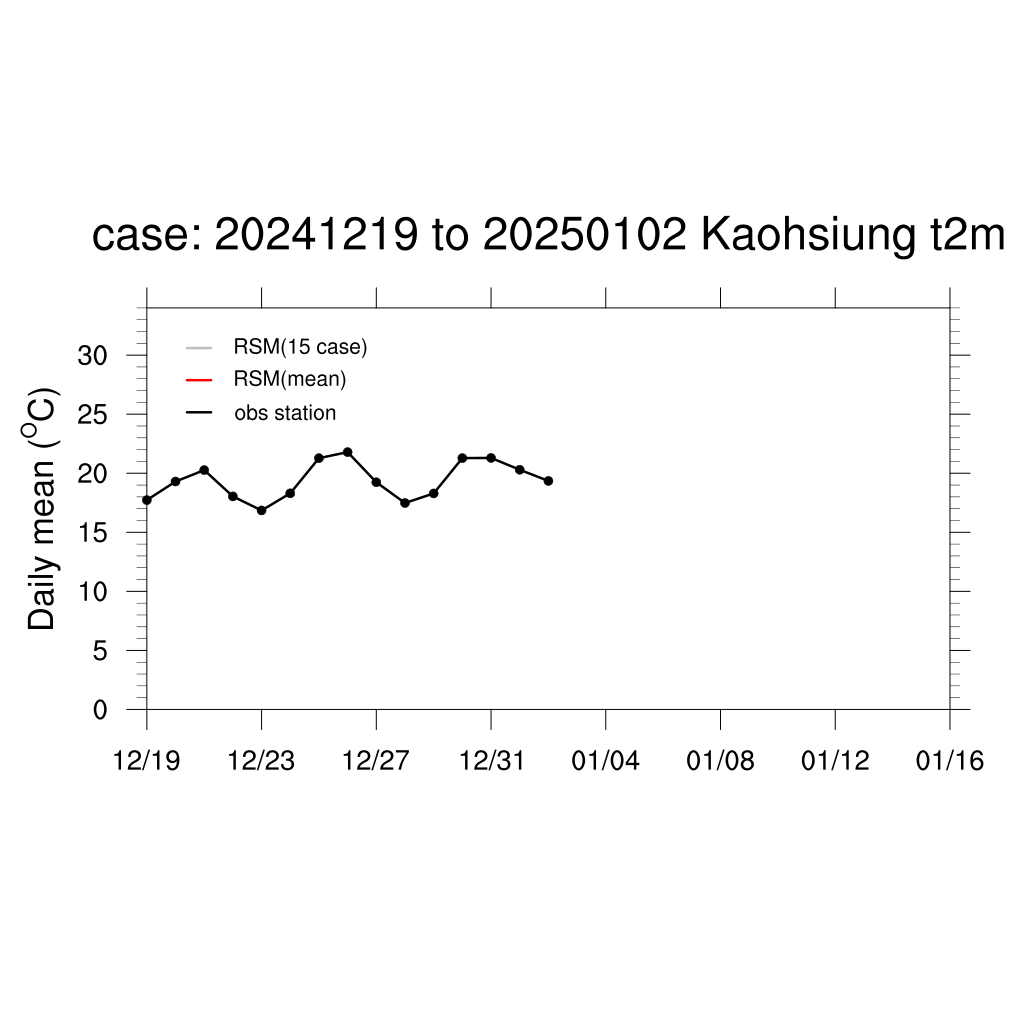 case: 20241219 to 20250102 Kaohsiung t2m
RSM(15 case)
RSM(mean)
obs station
Daily mean (°C)
30
25
20
15
10
5
0
12/19 12/23 12/27 12/31 01/04 01/08 01/12 01/16